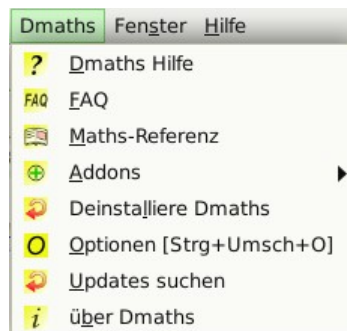 Dmaths Fenster Hilfe
? Dmaths Hilfe
FAQ FAQ
Maths-Referenz
Addons
Deinstalliere Dmaths
O Optionen [Strg+Umsch+O]
Updates suchen
i über Dmaths